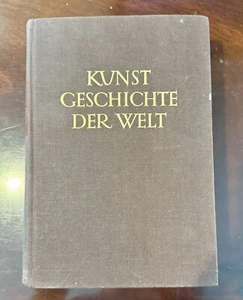 KUNST
GESCHICHTE
DER WELT